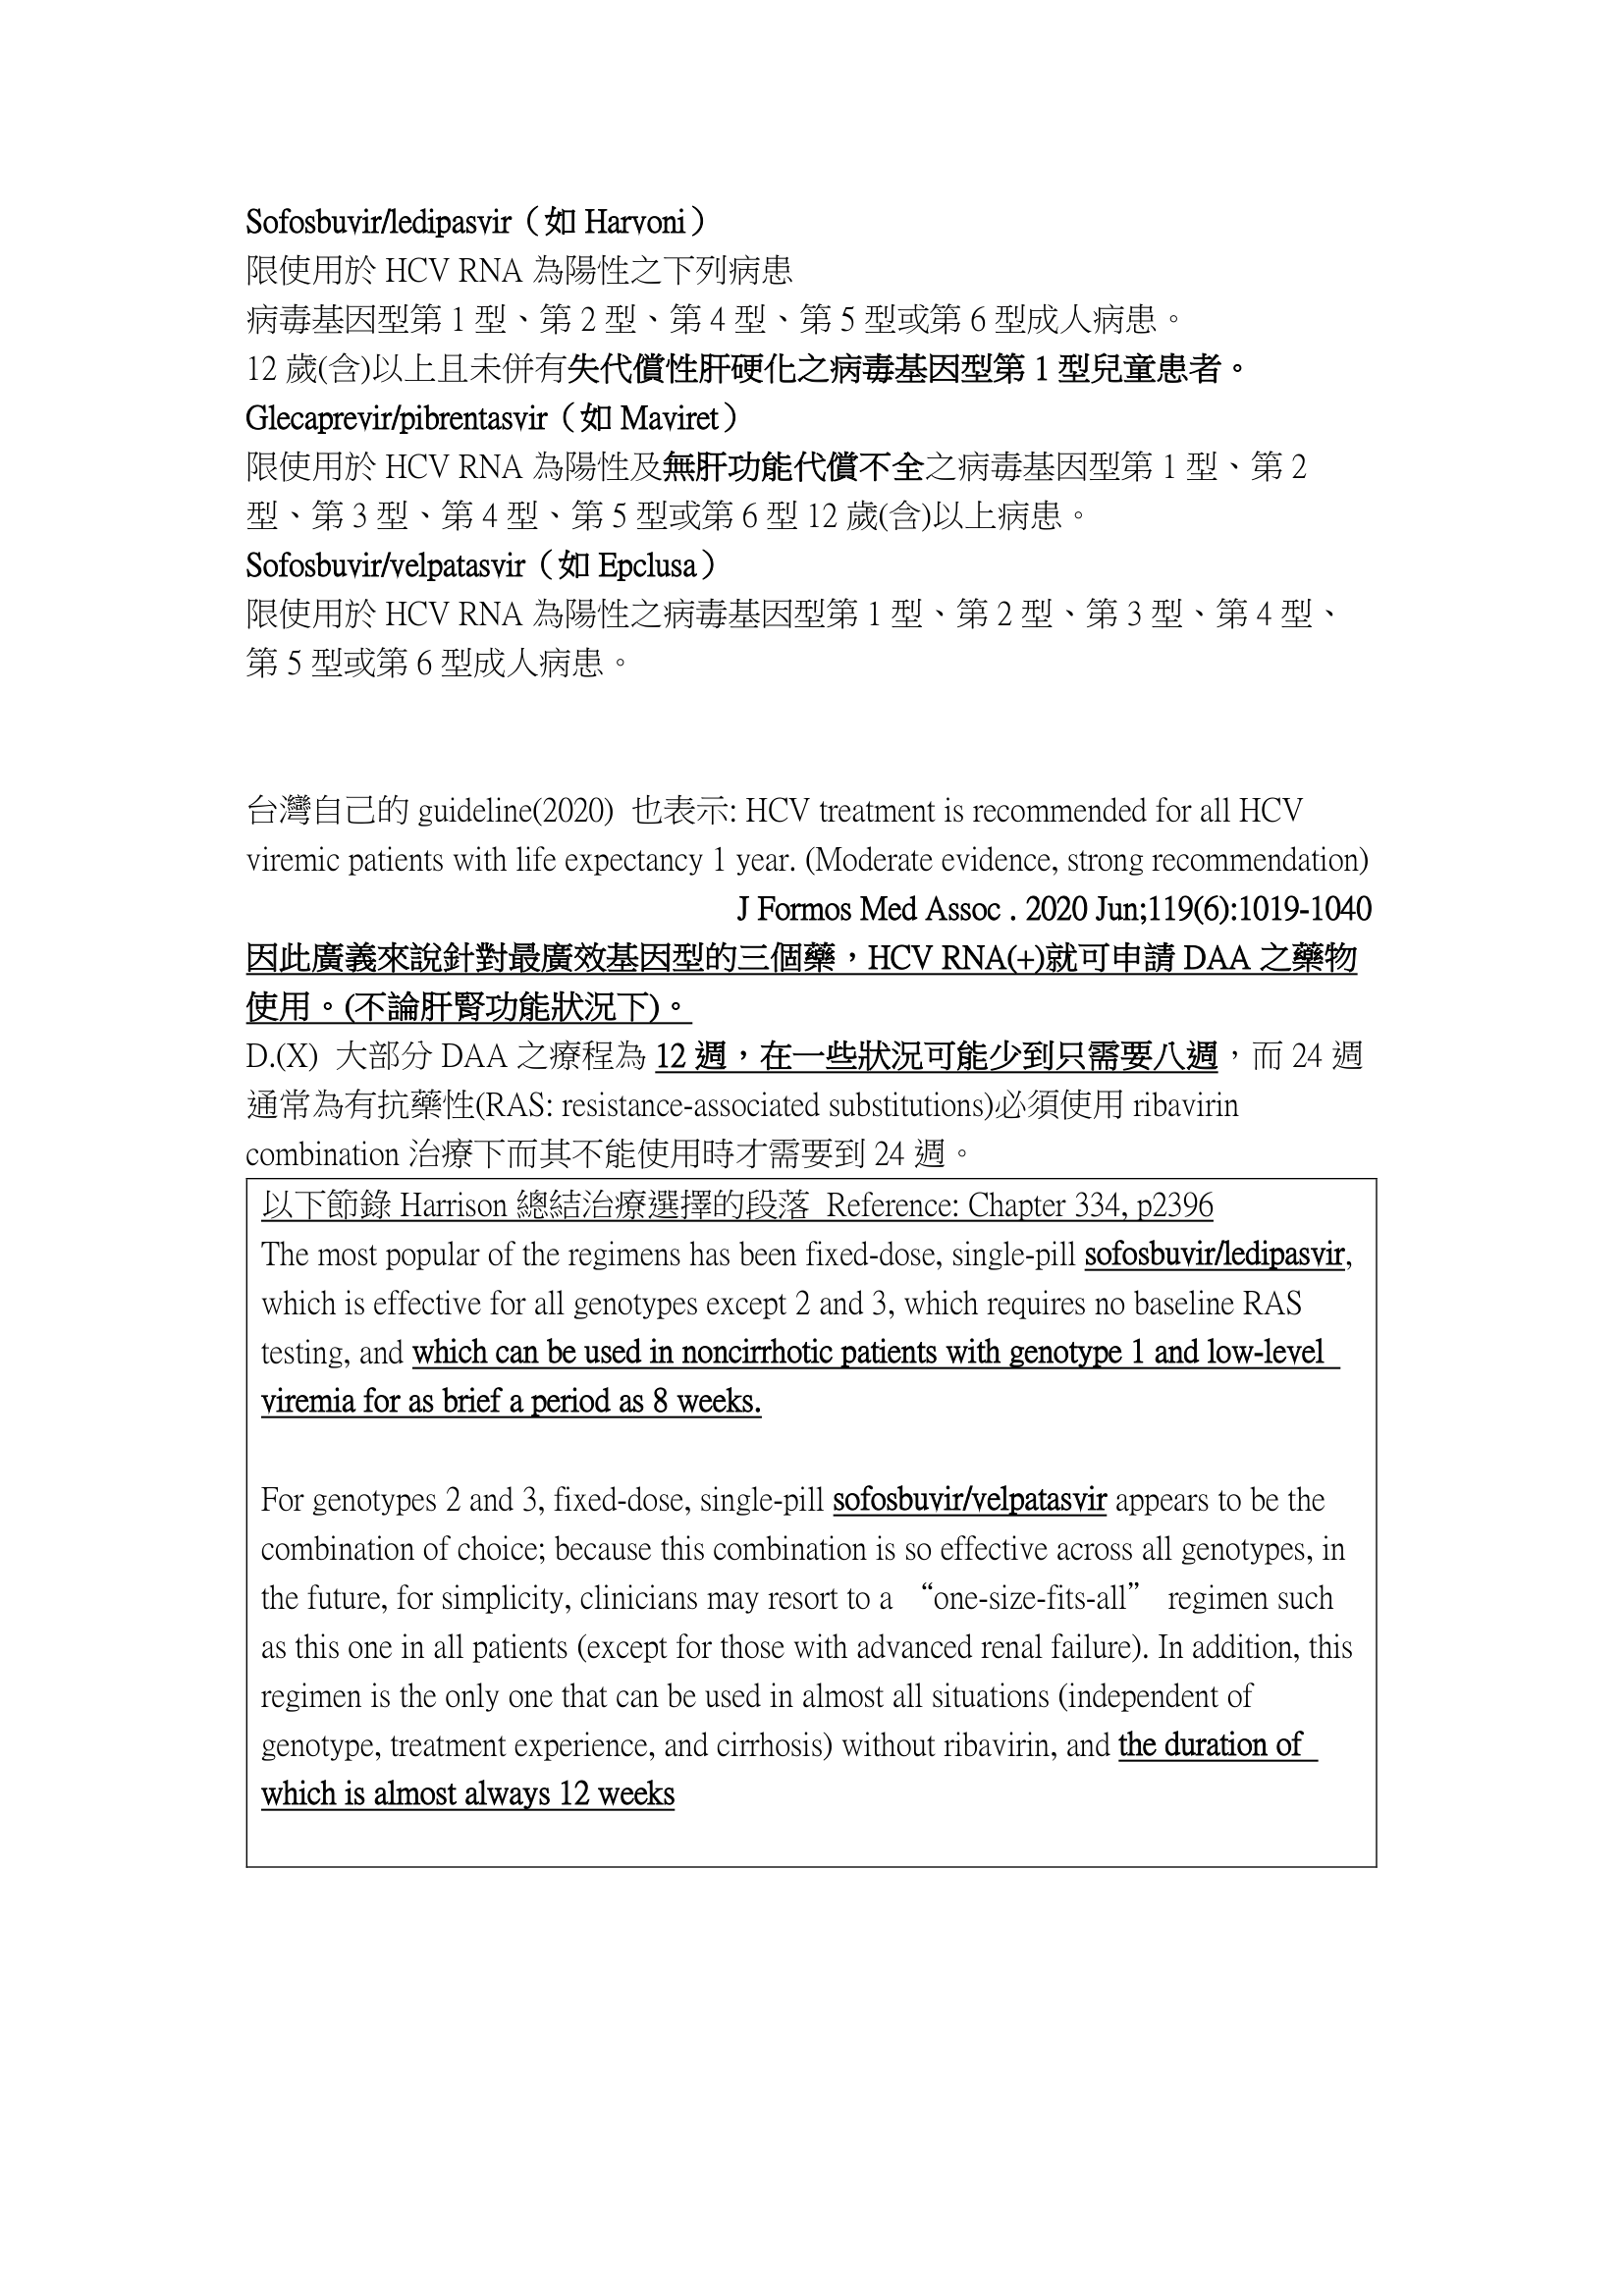 Sofosbuvir/ledipasvir（如 Harvoni）
限使用於 HCV RNA 為陽性之下列病患
病毒基因型第 1 型、第 2 型、第 4 型、第 5 型或第 6 型成人病患。
12 歲(含)以上且未併有失代償性肝硬化之病毒基因型第 1 型兒童患者。
Glecaprevir/pibrentasvir（如 Maviret）
限使用於 HCV RNA 為陽性及無肝功能代償不全之病毒基因型第 1 型、第 2
型、第 3 型、第 4 型、第 5 型或第 6 型 12 歲(含)以上病患。
Sofosbuvir/velpatasvir（如 Epclusa）
限使用於 HCV RNA 為陽性之病毒基因型第 1 型、第 2 型、第 3 型、第 4 型、
第 5 型或第 6 型成人病患。
台灣自己的 guideline(2020) 也表示: HCV treatment is recommended for all HCV
viremic patients with life expectancy 1 year. (Moderate evidence, strong recommendation)
J Formos Med Assoc . 2020 Jun;119(6):1019-1040
因此廣義來說針對最廣效基因型的三個藥，HCV RNA(+)就可申請 DAA 之藥物
使用。(不論肝腎功能狀況下)。
D.(X) 大部分 DAA 之療程為 12 週，在一些狀況可能少到只需要八週，而 24 週
通常為有抗藥性(RAS: resistance-associated substitutions)必須使用 ribavirin
combination 治療下而其不能使用時才需要到 24 週。
以下節錄 Harrison 總結治療選擇的段落 Reference: Chapter 334, p2396
The most popular of the regimens has been fixed-dose, single-pill sofosbuvir/ledipasvir,
which is effective for all genotypes except 2 and 3, which requires no baseline RAS
testing, and which can be used in noncirrhotic patients with genotype 1 and low-level
viremia for as brief a period as 8 weeks.
For genotypes 2 and 3, fixed-dose, single-pill sofosbuvir/velpatasvir appears to be the
combination of choice; because this combination is so effective across all genotypes, in
the future, for simplicity, clinicians may resort to a “one-size-fits-all” regimen such
as this one in all patients (except for those with advanced renal failure). In addition, this
regimen is the only one that can be used in almost all situations (independent of
genotype, treatment experience, and cirrhosis) without ribavirin, and the duration of
which is almost always 12 weeks